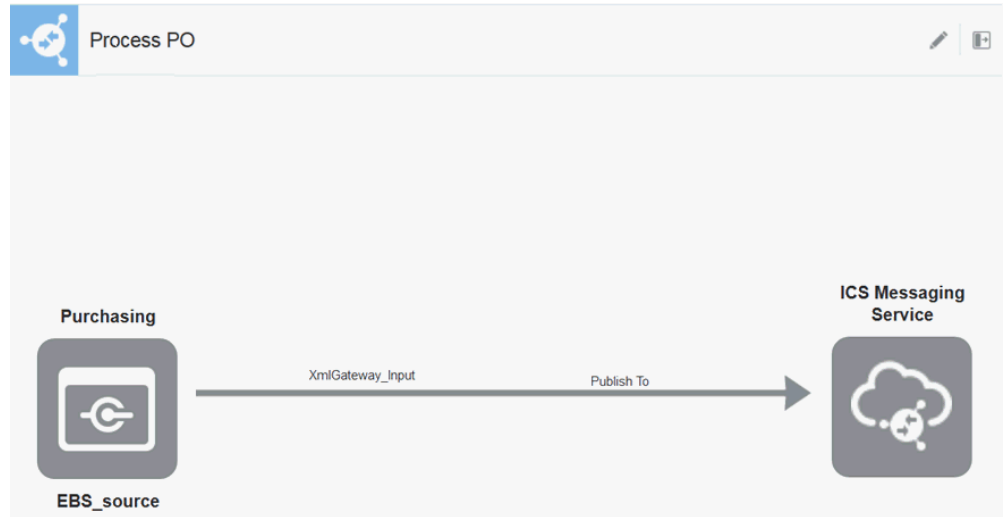 Process PO
ICS Messaging
Service
Purchasing
XmlGateway_Input
Publish To
EBS_source